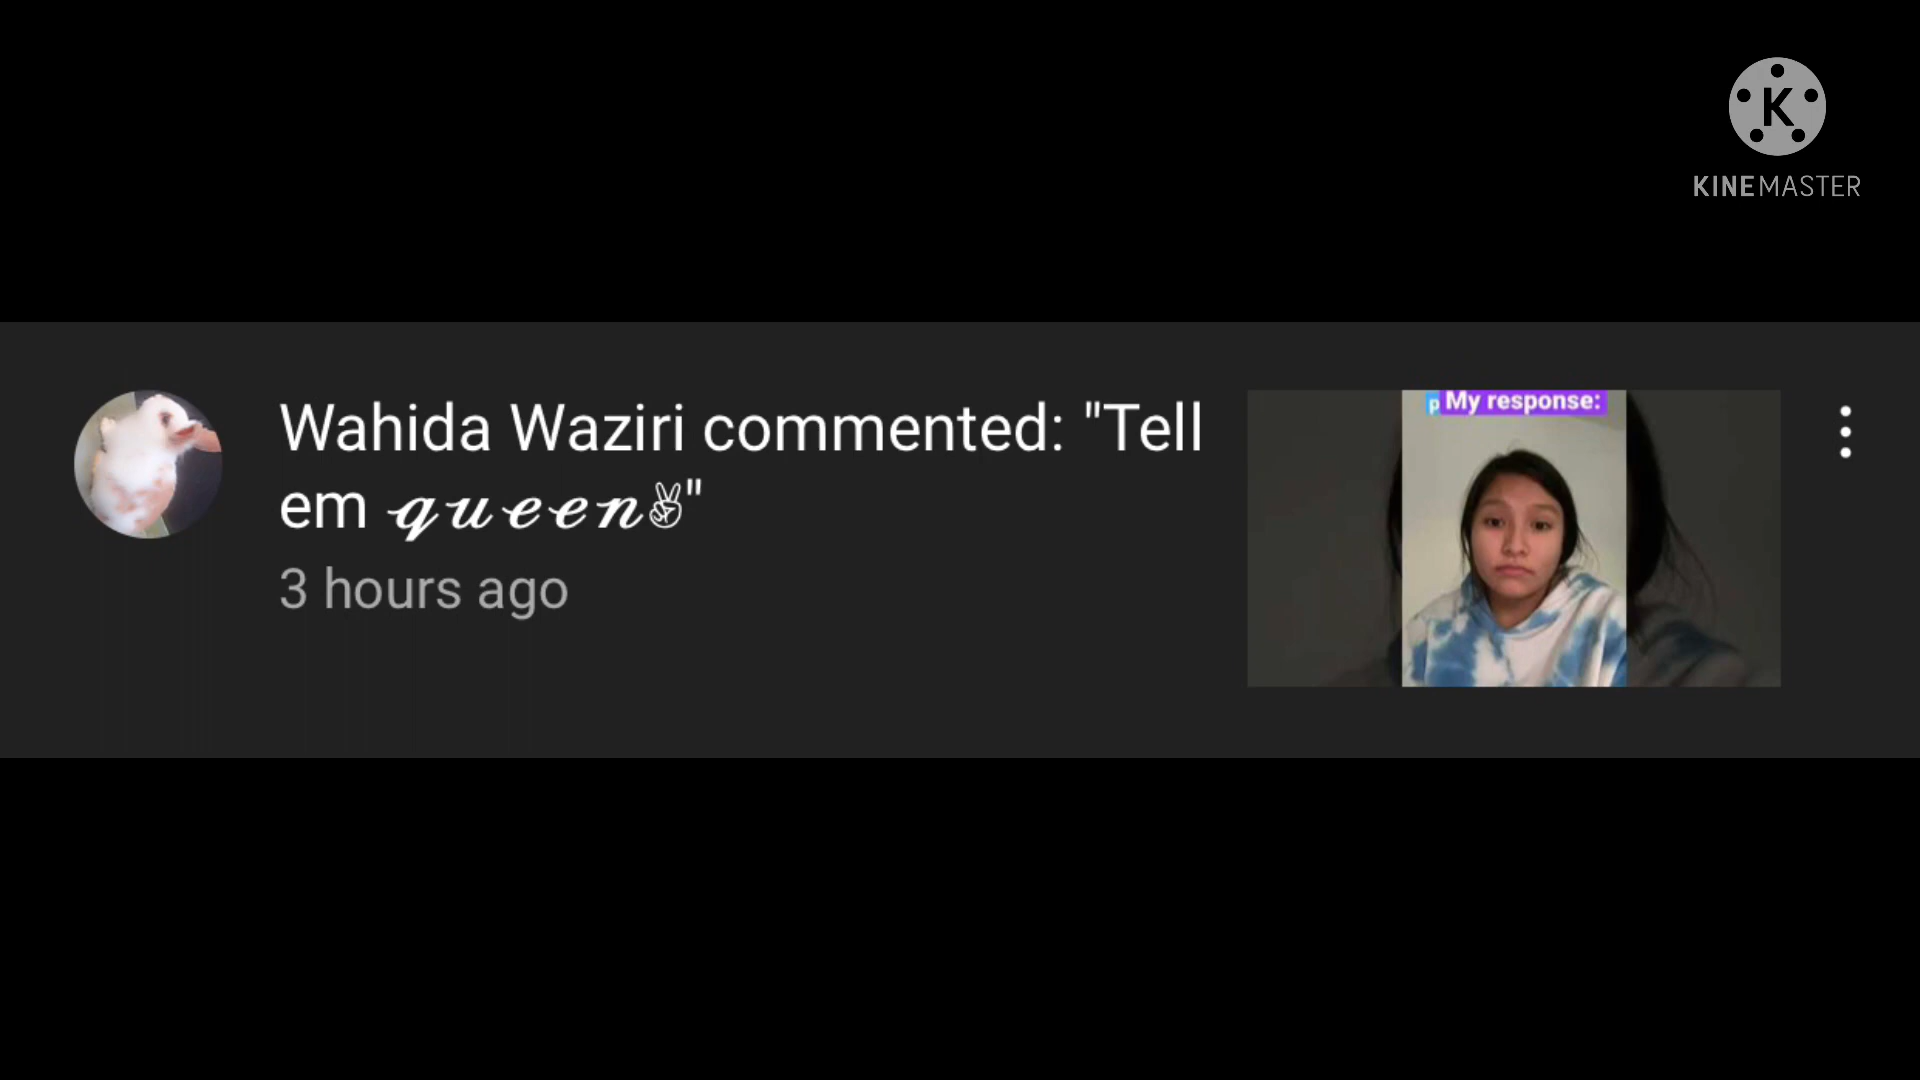 K
KINEMASTER
Wahida Waziri commented: "Tell
em 𝓺𝓾𝓮𝓮𝓷✌"
3 hours ago
p My response: